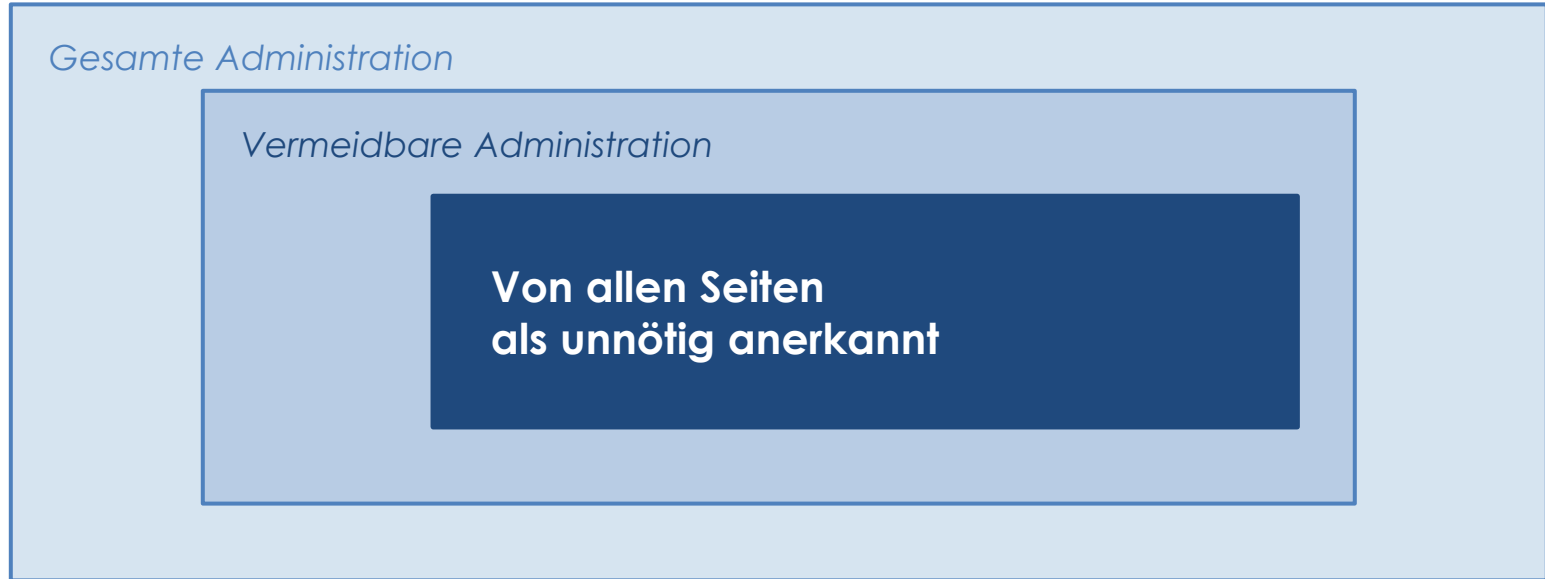 Gesamte Administration
Vermeidbare Administration
Von allen Seiten
als unnötig anerkannt